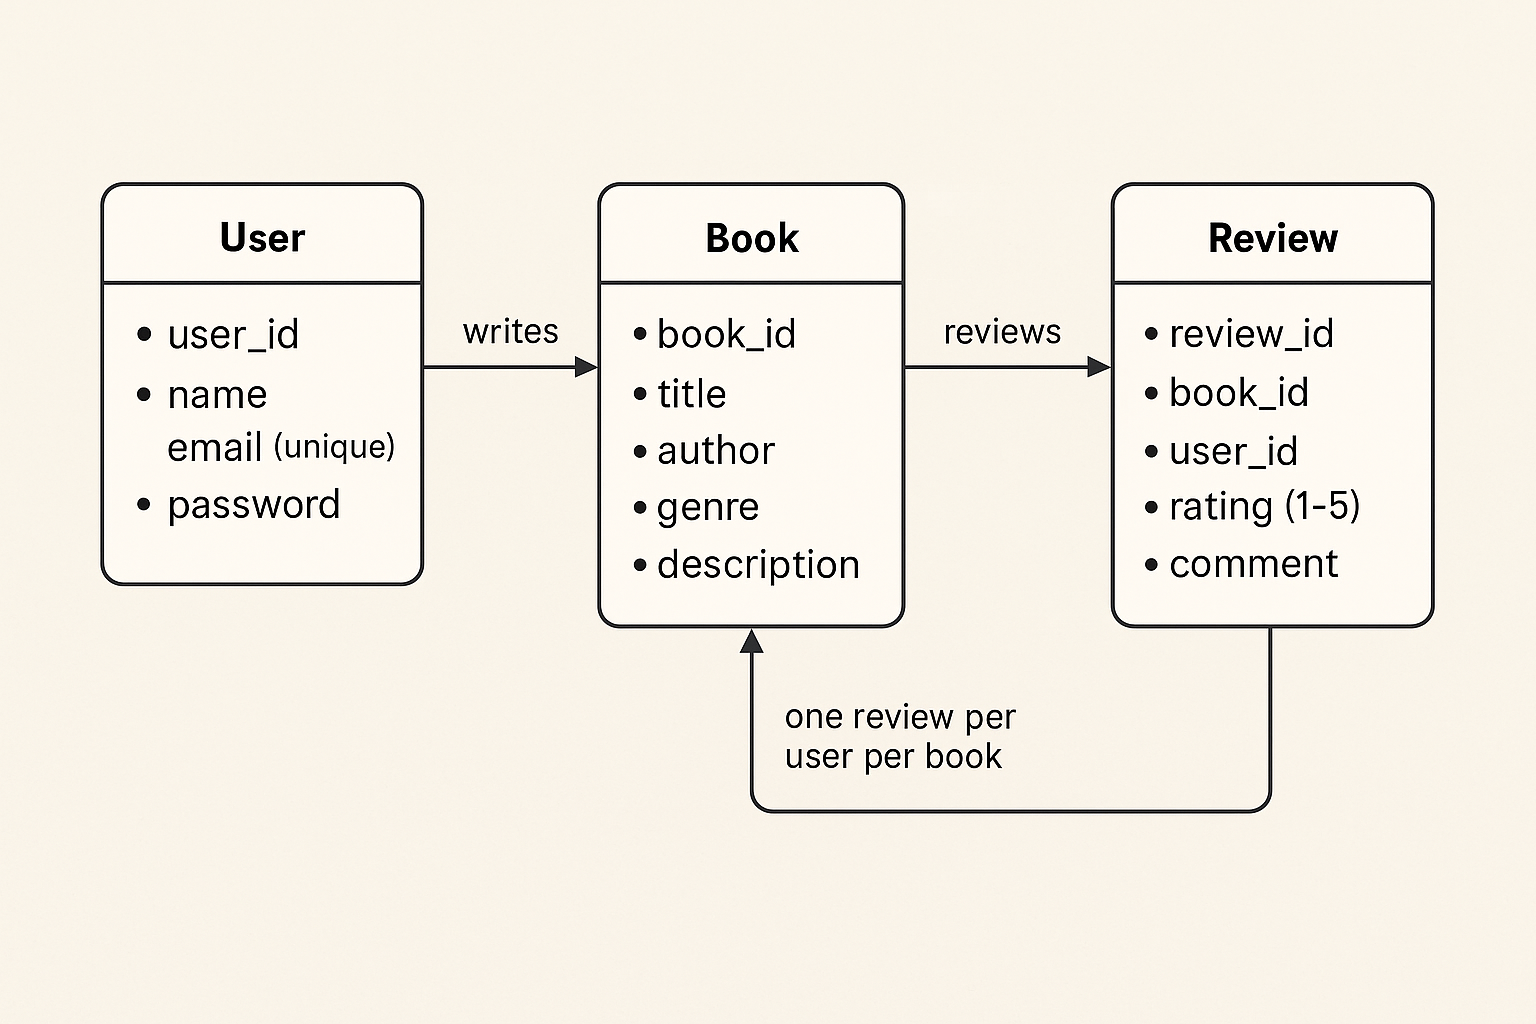 User
• user_id
• name
email (unique)
• password
writes
Book
• book_id
• title
• author
• genre
• description
reviews
Review
• review_id
• book_id
• user_id
• rating (1-5)
• comment
one review per
user per book